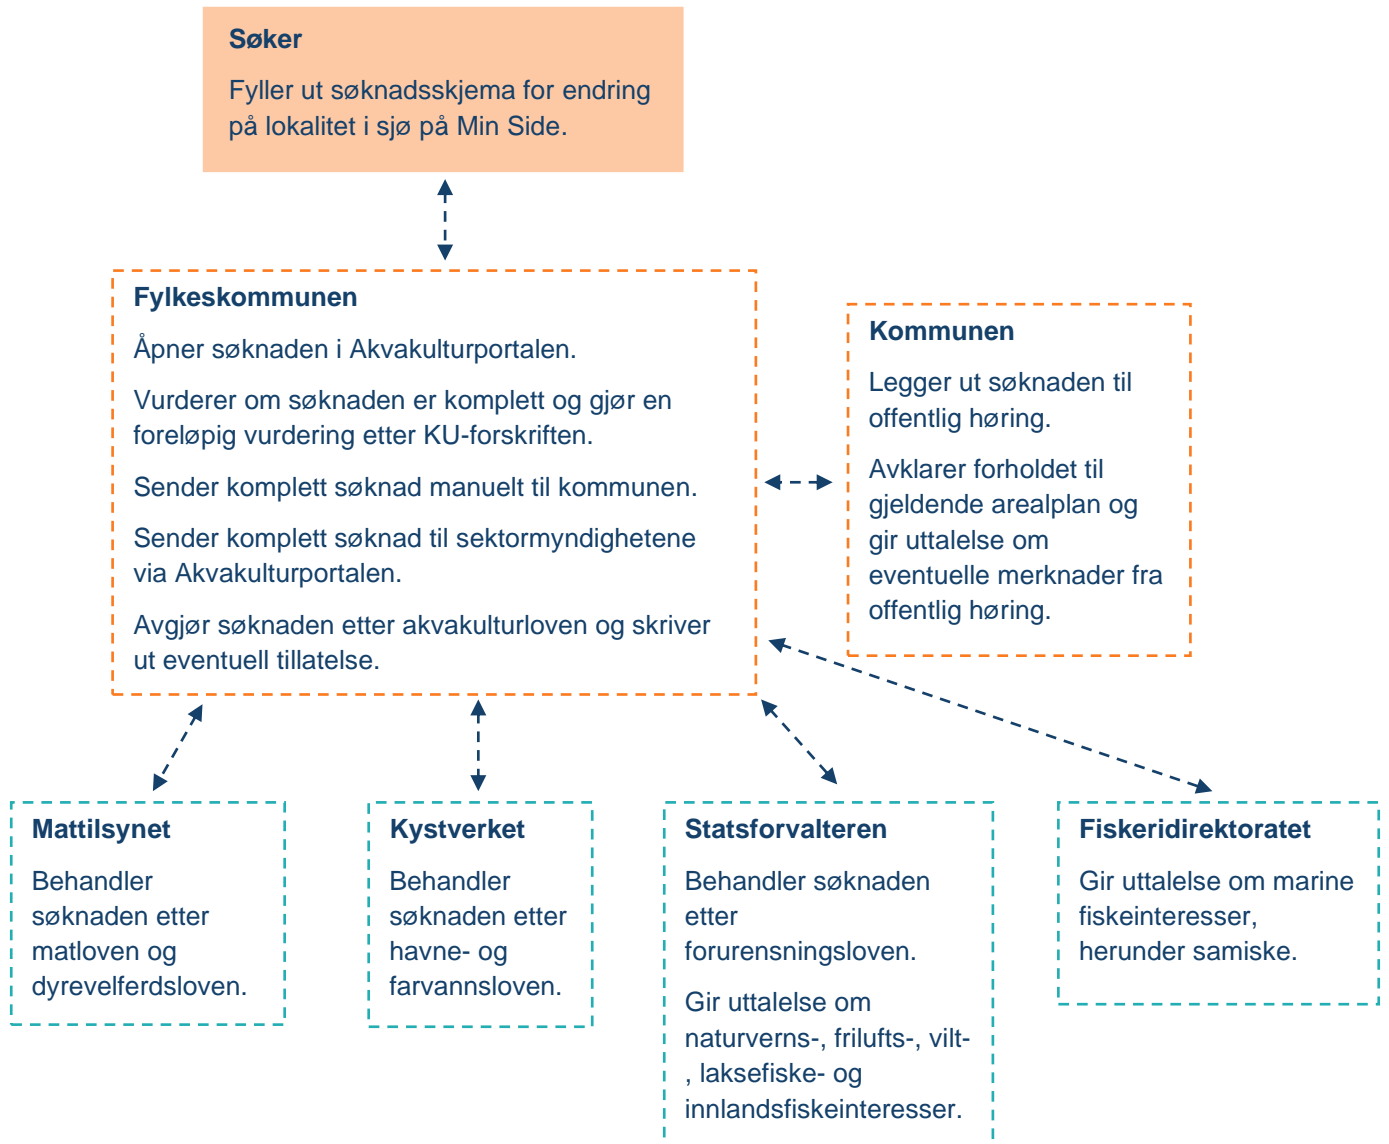 Søker
Fyller ut søknadsskjema for endring
på lokalitet i sjø på Min Side.
Fylkeskommunen
Åpner søknaden i Akvakulturportalen.
Vurderer om søknaden er komplett og gjør en
foreløpig vurdering etter KU-forskriften.
Sender komplett søknad manuelt til kommunen.
Sender komplett søknad til sektormyndighetene
via Akvakulturportalen.
Avgjør søknaden etter akvakulturloven og skriver
ut eventuell tillatelse.
Kommunen
Legger ut søknaden til
offentlig høring.
Avklarer forholdet til
gjeldende arealplan og
gir uttalelse om
eventuelle merknader fra
offentlig høring.
Mattilsynet
Behandler
søknaden etter
matloven og
dyrevelferdsloven.
Kystverket
Behandler
søknaden etter
havne- og
farvannsloven.
Statsforvalteren
Behandler søknaden
etter
forurensningsloven.
Gir uttalelse om
naturverns-, frilufts-, vilt-
, laksefiske- og
innlandsfiskeinteresser.
Fiskeridirektoratet
Gir uttalelse om marine
fiskeinteresser,
herunder samiske.